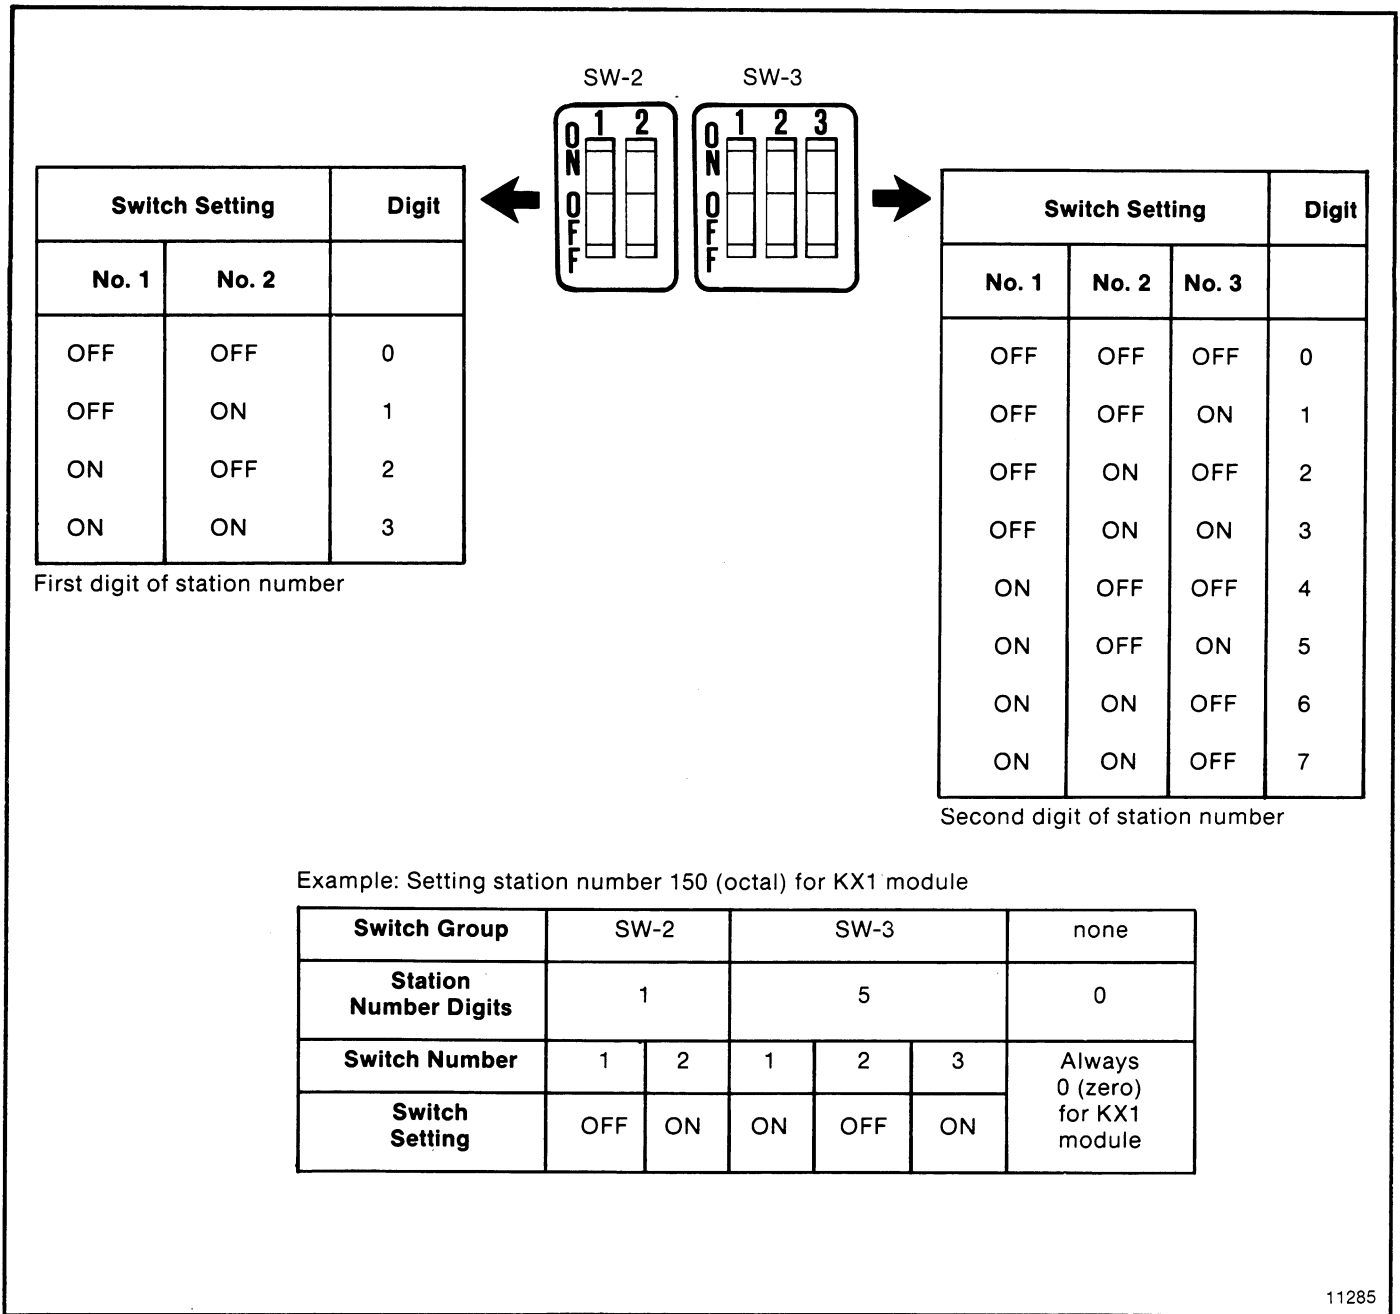 SW-2 SW-3
ON OFF 1 2
ON OFF 1 2 3
Switch Setting Digit
No. 1 No. 2
OFF OFF 0
OFF ON 1
ON OFF 2
ON ON 3
First digit of station number
Switch Setting Digit
No. 1 No. 2 No. 3
OFF OFF OFF 0
OFF OFF ON 1
OFF ON OFF 2
OFF ON ON 3
ON OFF OFF 4
ON OFF ON 5
ON ON OFF 6
ON ON OFF 7
Second digit of station number
Example: Setting station number 150 (octal) for KX1 module
Switch Group SW-2 SW-3 none
Station
Number Digits 1 5 0
Switch Number 1 2 1 2 3
Switch
Setting OFF ON ON OFF ON
Always
0 (zero)
for KX1
module
11285